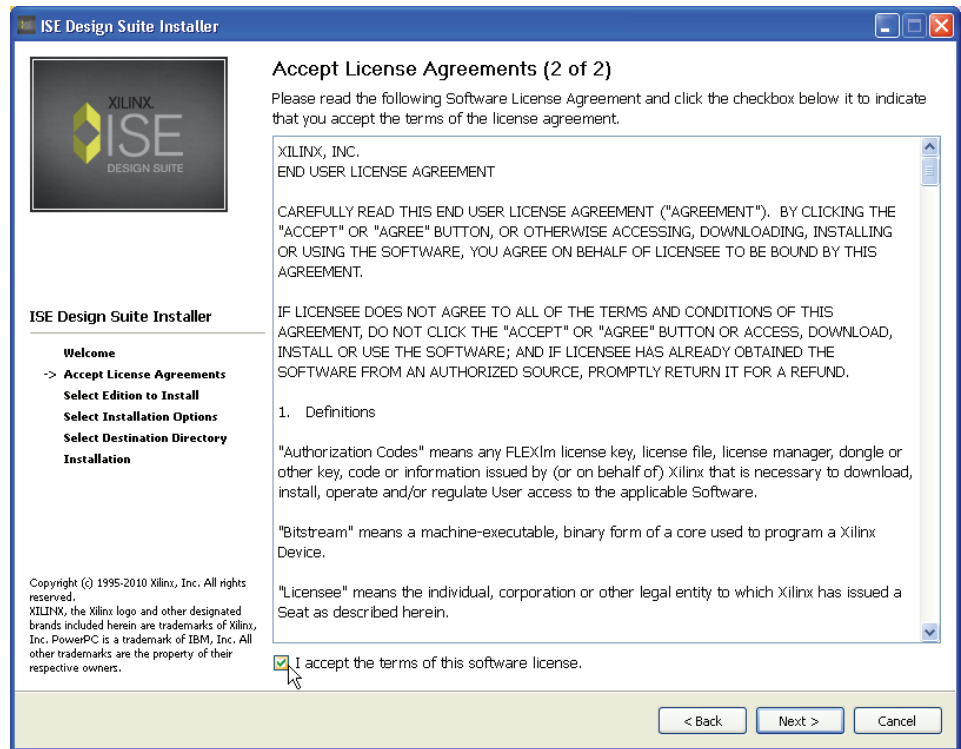 ISE Design Suite Installer
XILINX.
ISE
DESIGN SUITE
ISE Design Suite Installer
Welcome
-> Accept License Agreements
Select Edition to Install
Select Installation Options
Select Destination Directory
Installation
Copyright (c) 1995-2010 Xilinx, Inc. All rights
reserved.
XILINX, the Xilinx logo and other designated
brands included herein are trademarks of Xilinx,
Inc. PowerPC is a trademark of IBM, Inc. All
other trademarks are the property of their
respective owners.
Accept License Agreements (2 of 2)
Please read the following Software License Agreement and click the checkbox below it to indicate
that you accept the terms of the license agreement.
XILINX, INC.
END USER LICENSE AGREEMENT
CAREFULLY READ THIS END USER LICENSE AGREEMENT ("AGREEMENT"). BY CLICKING THE
"ACCEPT" OR "AGREE" BUTTON, OR OTHERWISE ACCESSING, DOWNLOADING, INSTALLING
OR USING THE SOFTWARE, YOU AGREE ON BEHALF OF LICENSEE TO BE BOUND BY THIS
AGREEMENT.
IF LICENSEE DOES NOT AGREE TO ALL OF THE TERMS AND CONDITIONS OF THIS
AGREEMENT, DO NOT CLICK THE "ACCEPT" OR "AGREE" BUTTON OR ACCESS, DOWNLOAD,
INSTALL OR USE THE SOFTWARE; AND IF LICENSEE HAS ALREADY OBTAINED THE
SOFTWARE FROM AN AUTHORIZED SOURCE, PROMPTLY RETURN IT FOR A REFUND.
1. Definitions
"Authorization Codes" means any FLEXlm license key, license file, license manager, dongle or
other key, code or information issued by (or on behalf of) Xilinx that is necessary to download,
install, operate and/or regulate User access to the applicable Software.
"Bitstream" means a machine-executable, binary form of a core used to program a Xilinx
Device.
"Licensee" means the individual, corporation or other legal entity to which Xilinx has issued a
Seat as described herein.
I accept the terms of this software license.
< Back
Next >
Cancel